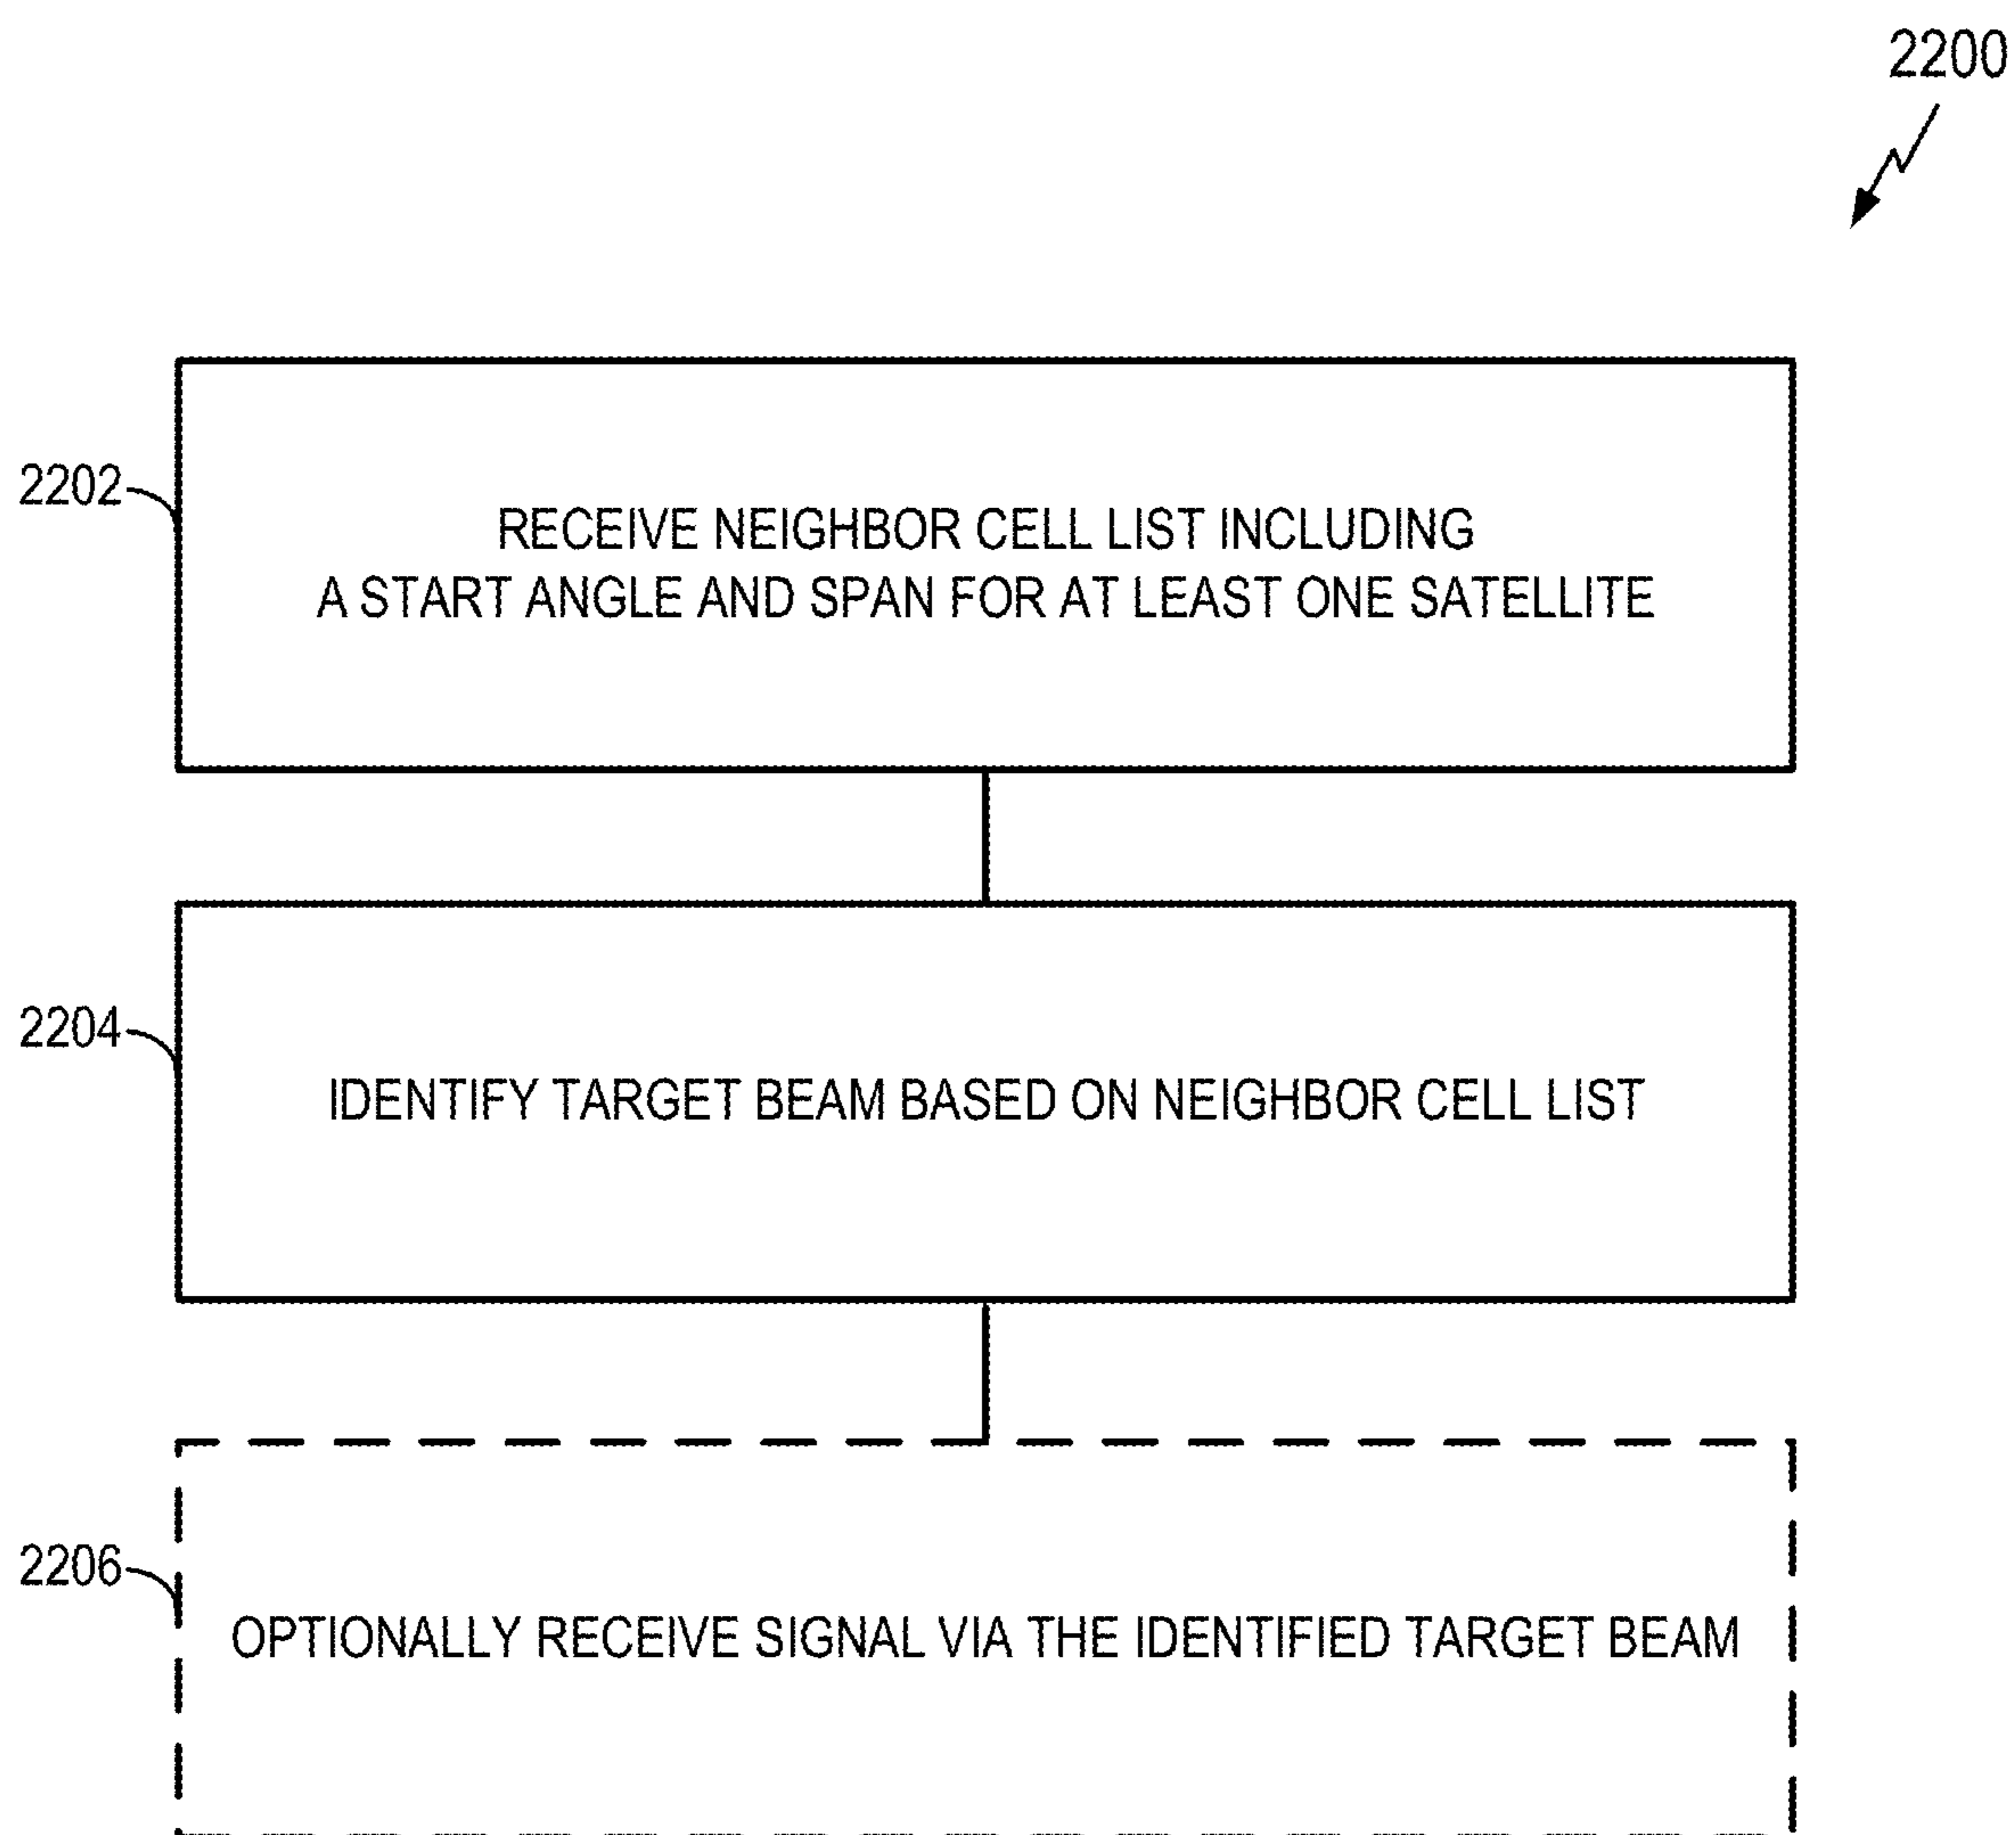 2200
2202
RECEIVE NEIGHBOR CELL LIST INCLUDING
A START ANGLE AND SPAN FOR AT LEAST ONE SATELLITE
2204
IDENTIFY TARGET BEAM BASED ON NEIGHBOR CELL LIST
2206
OPTIONALLY RECEIVE SIGNAL VIA THE IDENTIFIED TARGET BEAM